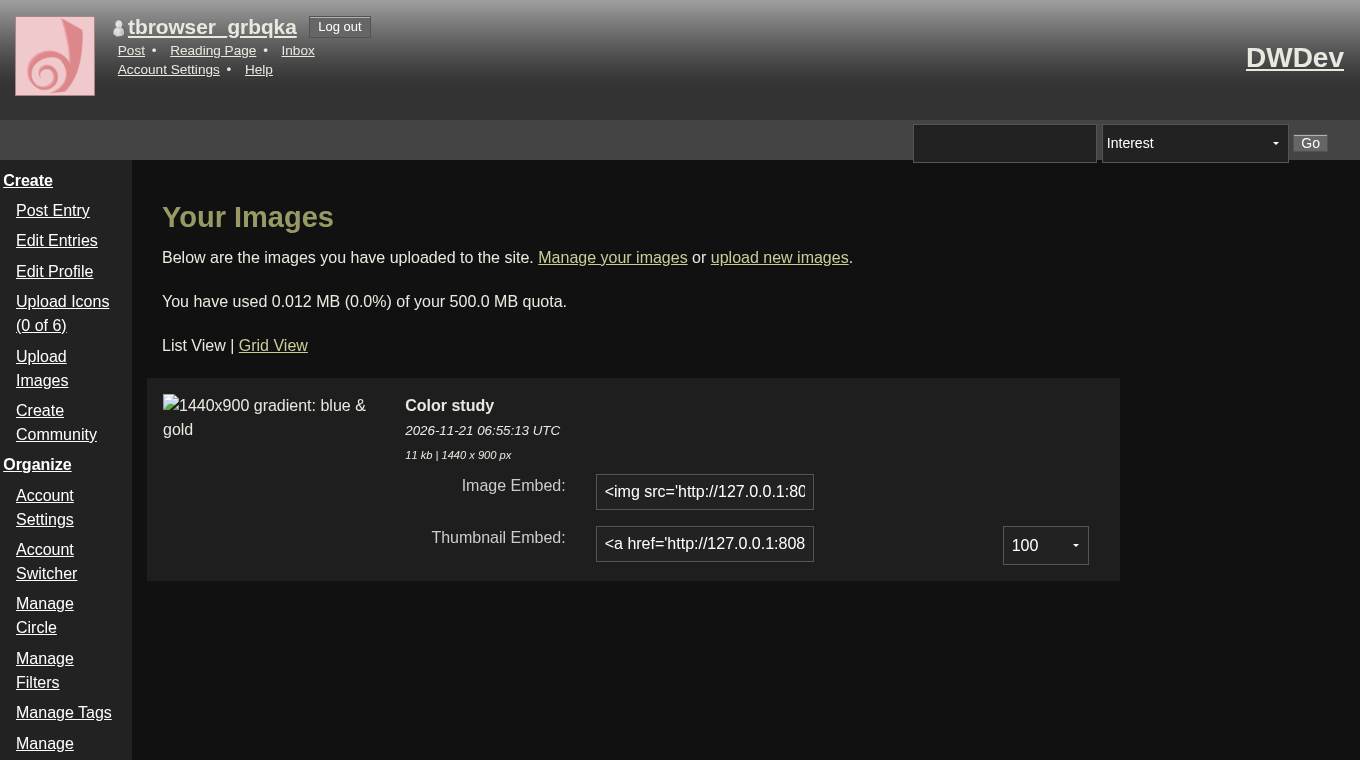 tbrowser_grbqka Log out
Post • Reading Page • Inbox
Account Settings • Help
DWDev
Interest Go
Create
Post Entry
Edit Entries
Edit Profile
Upload Icons
(0 of 6)
Upload
Images
Create
Community
Organize
Account
Settings
Account
Switcher
Manage
Circle
Manage
Filters
Manage Tags
Manage
Your Images
Below are the images you have uploaded to the site. Manage your images or upload new images.
You have used 0.012 MB (0.0%) of your 500.0 MB quota.
List View | Grid View
1440x900 gradient: blue &
gold
Color study
2026-11-21 06:55:13 UTC
11 kb | 1440 x 900 px
Image Embed: <img src='http://127.0.0.1:80
Thumbnail Embed: <a href='http://127.0.0.1:808 100